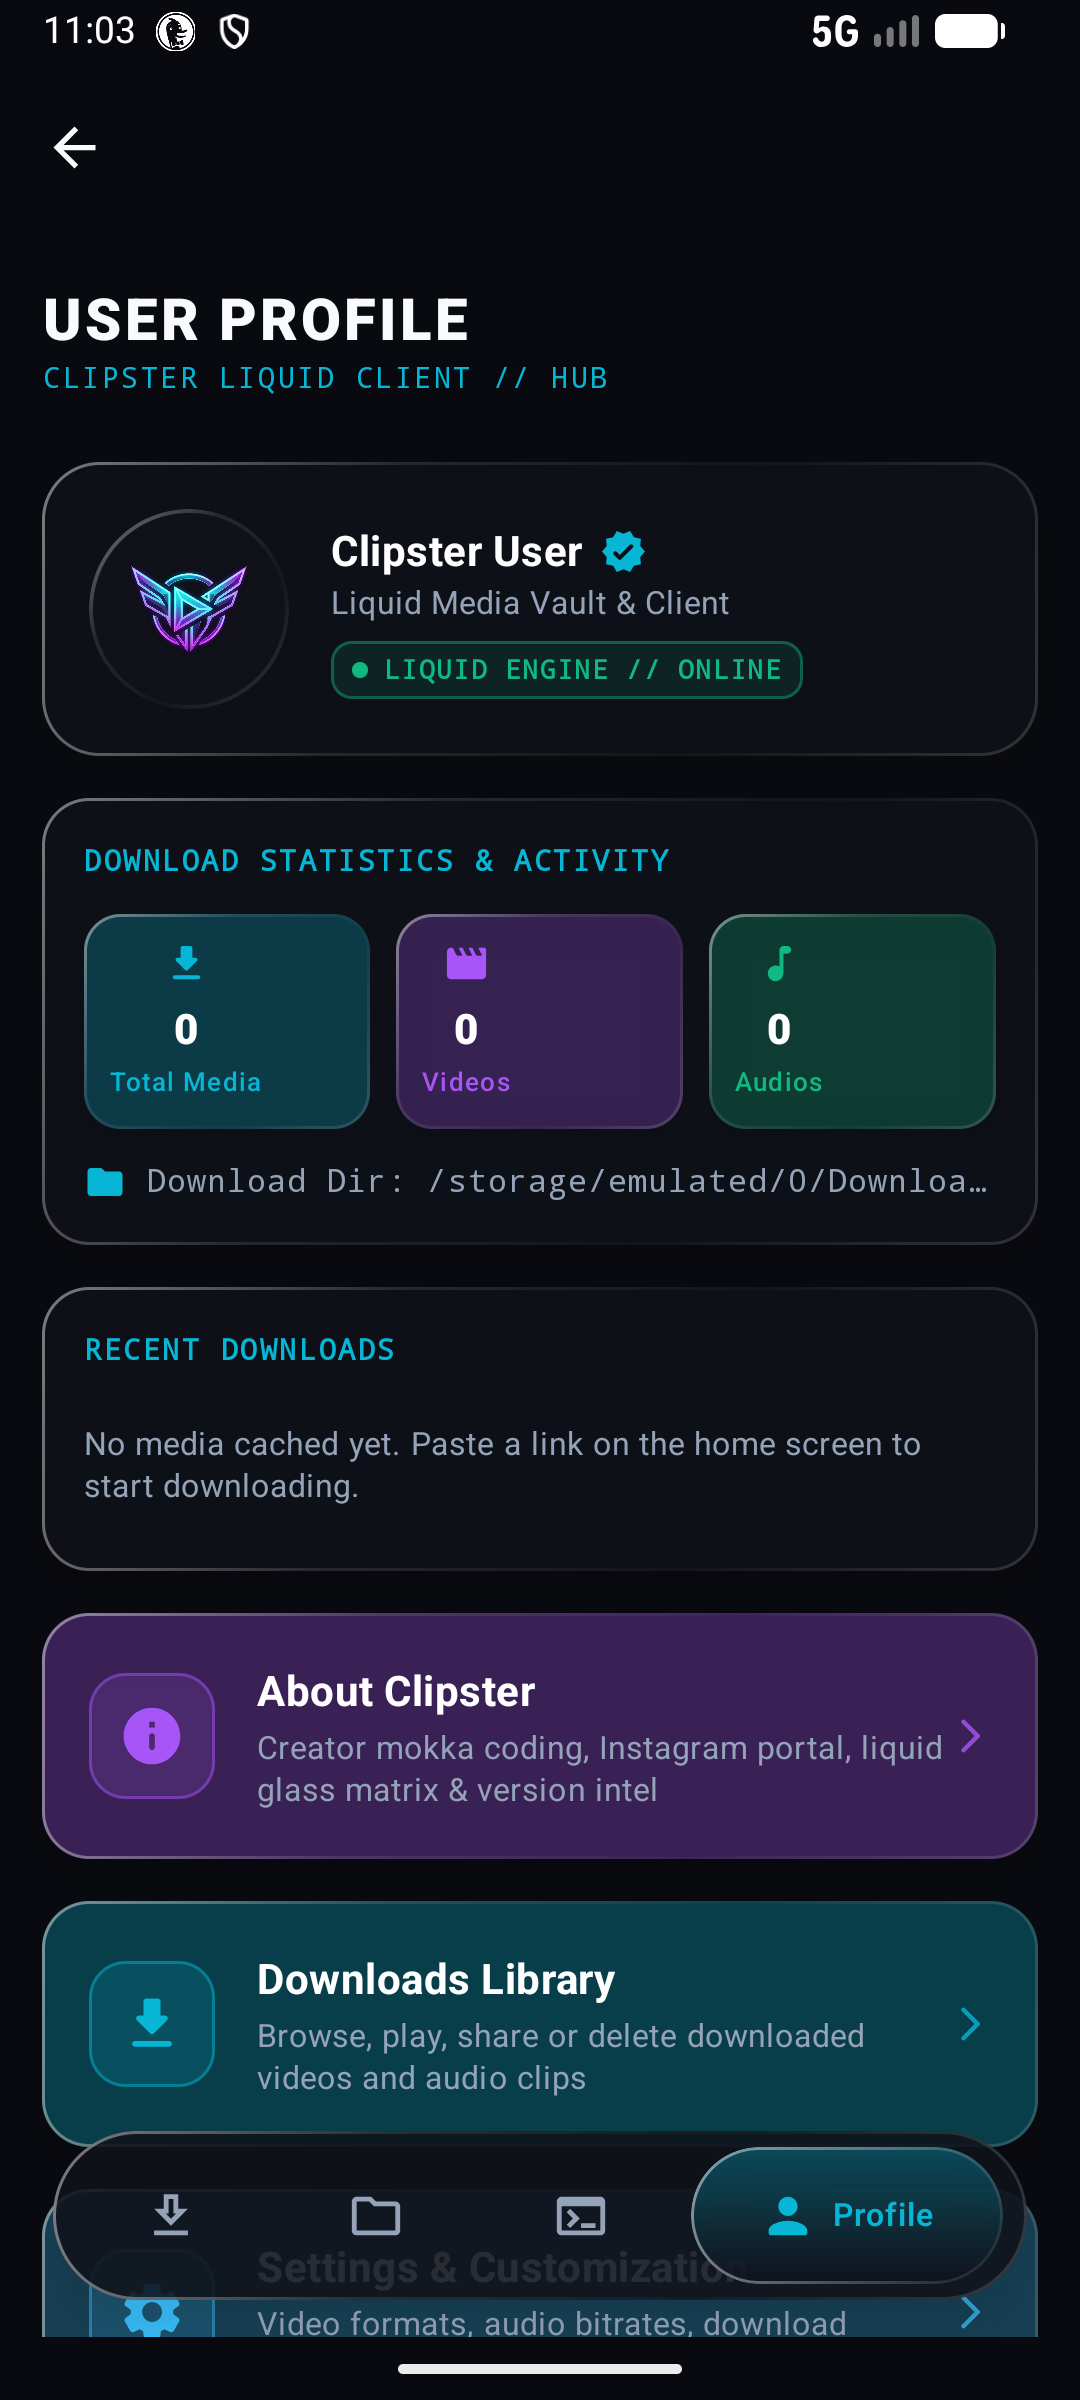 11:03
5G
USER PROFILE
CLIPSTER LIQUID CLIENT // HUB
Clipster User
Liquid Media Vault & Client
LIQUID ENGINE // ONLINE
DOWNLOAD STATISTICS & ACTIVITY
0
Total Media
0
Videos
0
Audios
Download Dir: /storage/emulated/0/Downloa…
RECENT DOWNLOADS
No media cached yet. Paste a link on the home screen to
start downloading.
About Clipster
Creator mokka coding, Instagram portal, liquid
glass matrix & version intel
Downloads Library
Browse, play, share or delete downloaded
videos and audio clips
Profile
Settings & Customization
Video formats, audio bitrates, download